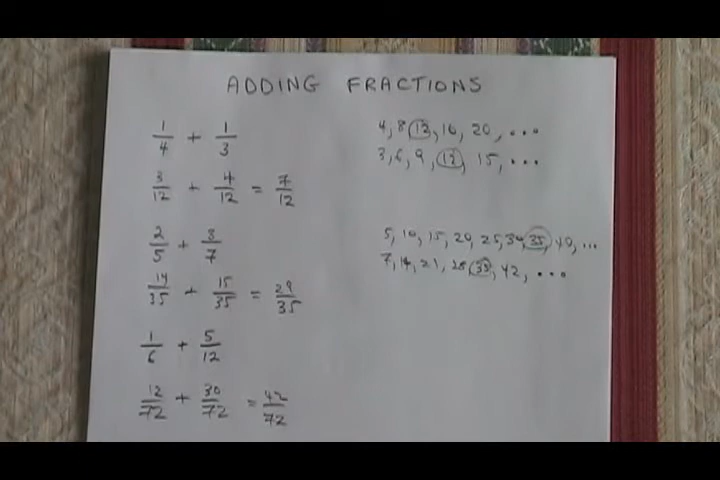 ADDING FRACTIONS
1/4 + 1/3
4, 8, 12, 16, 20, ...
3, 6, 9, 12, 15, ...
3/12 + 4/12 = 7/12
2/5 + 3/7
5, 10, 15, 20, 25, 30, 35, 40, ...
7, 14, 21, 28, 35, 42, ...
14/35 + 15/35 = 29/35
1/6 + 5/12
12/72 + 30/72 = 42/72